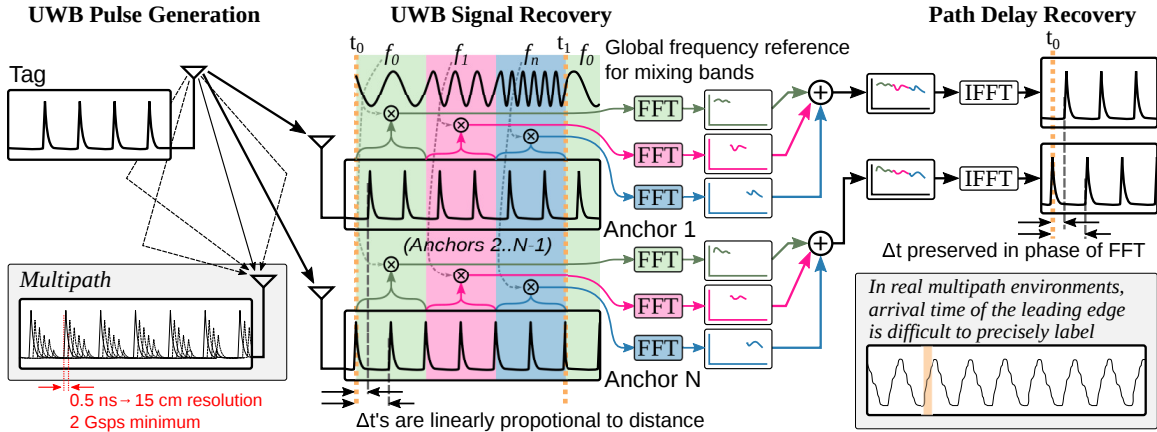 UWB Pulse Generation
UWB Signal Recovery
Path Delay Recovery
Tag
t0
f0
f1
fn
t1
f0
Global frequency reference
for mixing bands
t0
FFT
FFT
FFT
IFFT
IFFT
Anchor 1
(Anchors 2..N-1)
FFT
FFT
FFT
Anchor N
Δt preserved in phase of FFT
Multipath
0.5 ns→15 cm resolution
2 Gsps minimum
Δt's are linearly propotional to distance
In real multipath environments,
arrival time of the leading edge
is difficult to precisely label